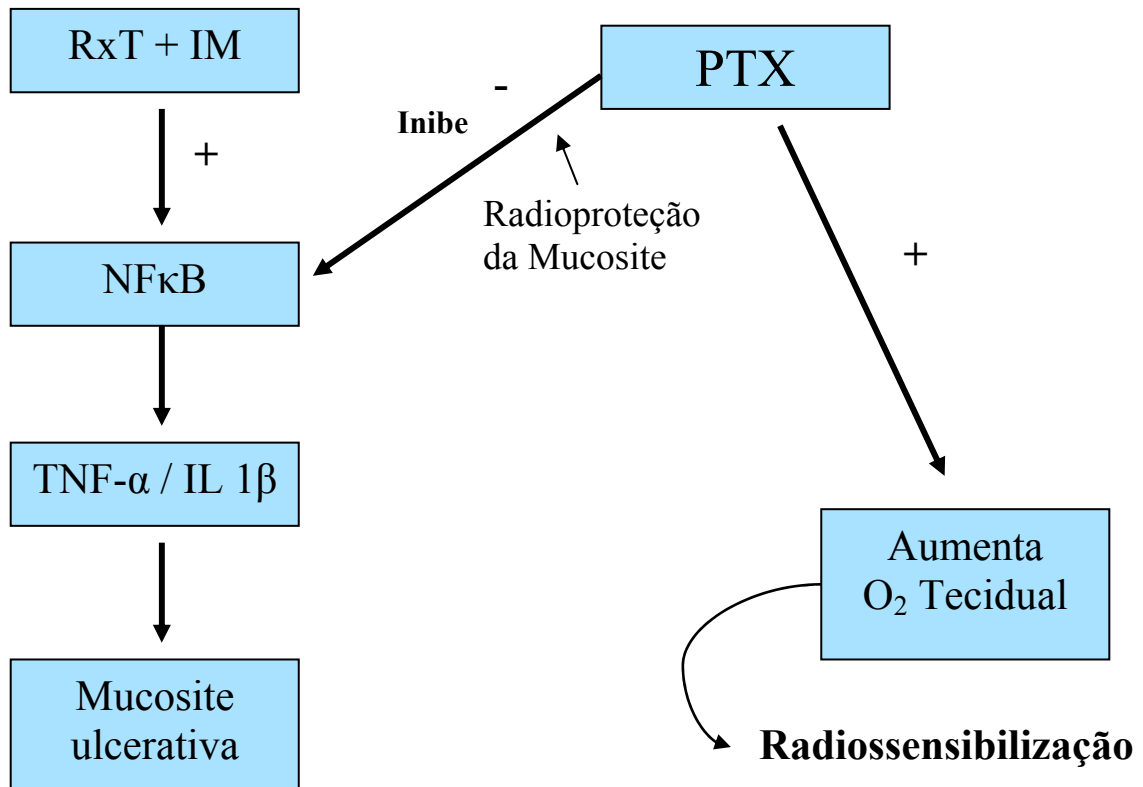 RxT + IM
+
NFκB
TNF-α / IL 1β
Mucosite
ulcerativa
PTX
-
Inibe
Radioproteção
da Mucosite
+
Aumenta
O₂ Tecidual
Radiossensibilização